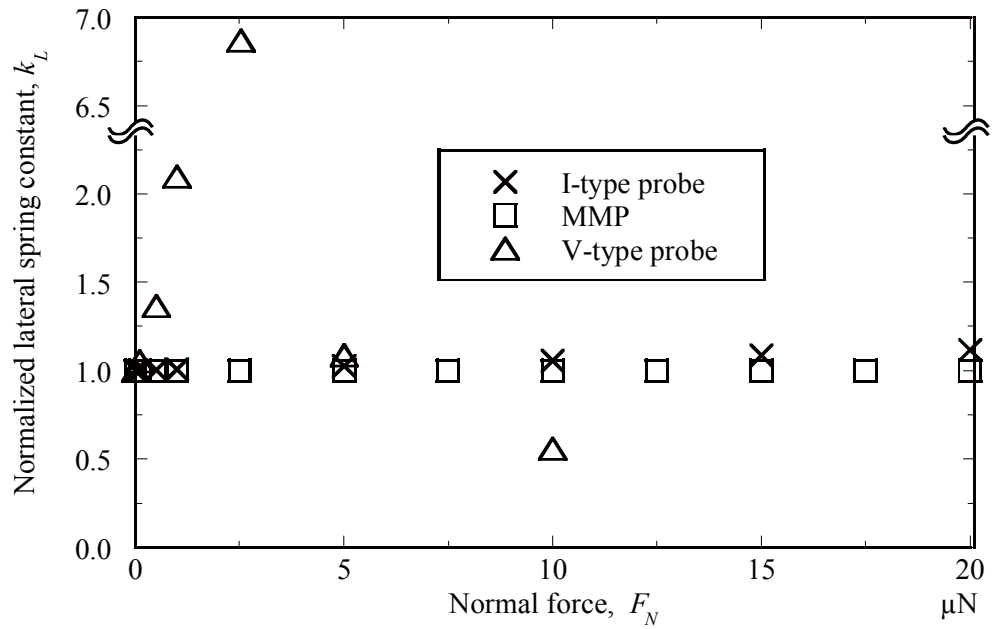 Normalized lateral spring constant, k_L
7.0
6.5
2.0
1.5
1.0
0.5
0.0
I-type probe
MMP
V-type probe
0 5 10 15 20
Normal force, F_N µN